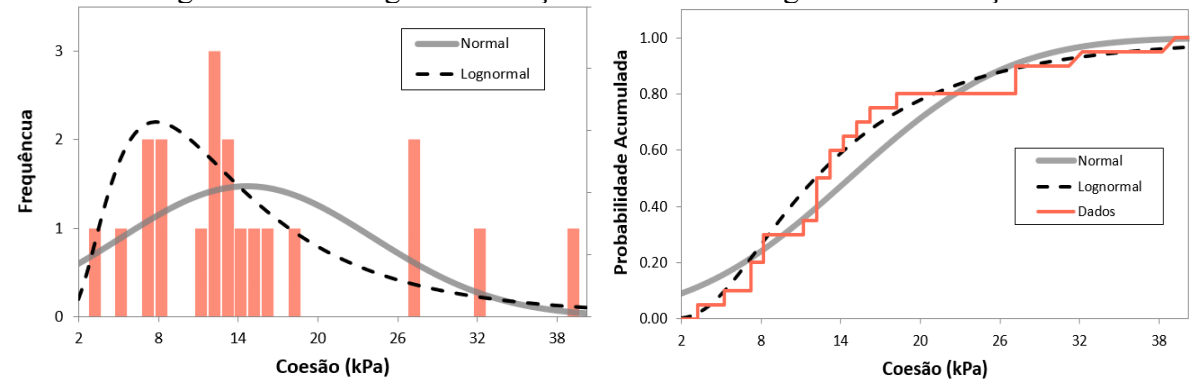 3
2
1
0
Frequêncua
Normal
Lognormal
2 8 14 20 26 32 38
Coesão (kPa)
1.00
0.80
0.60
0.40
0.20
0.00
Probabilidade Acumulada
Normal
Lognormal
Dados
2 8 14 20 26 32 38
Coesão (kPa)